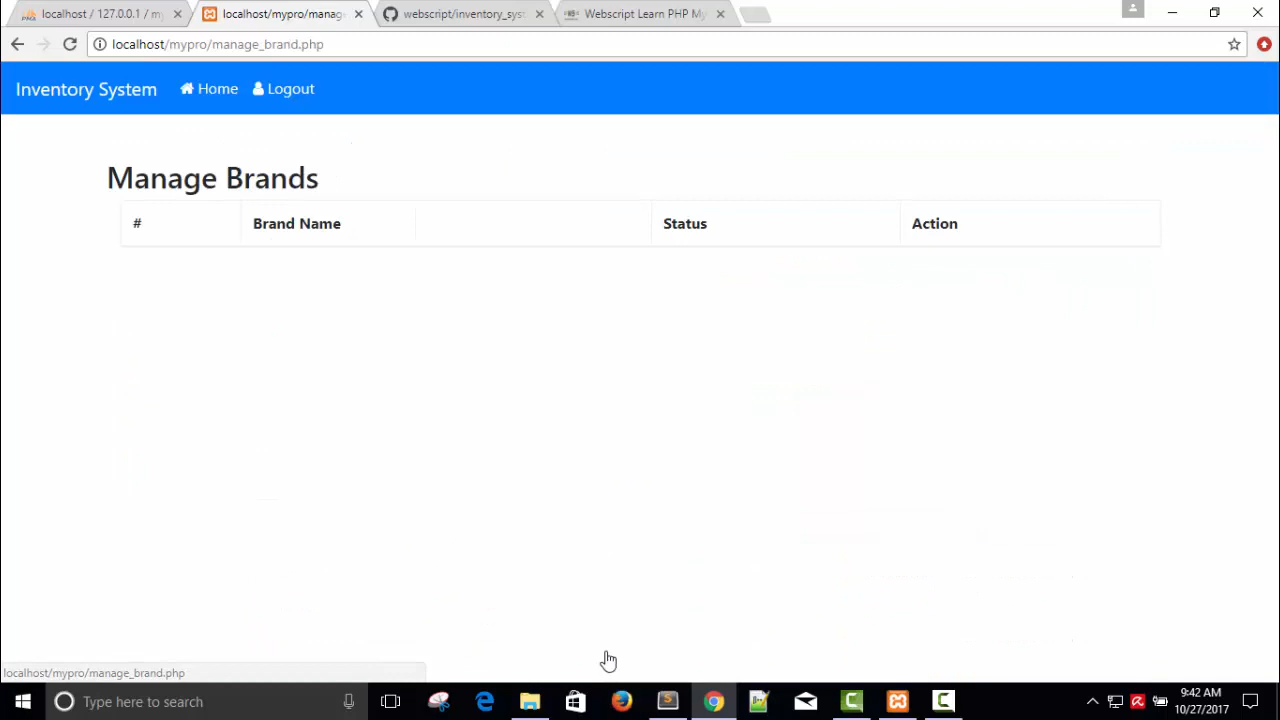 localhost / 127.0.0.1 / my
localhost/mypro/manag
webscript/inventory_sys
Webscript Learn PHP My
localhost/mypro/manage_brand.php
Inventory System Home Logout
Manage Brands
# Brand Name Status Action
localhost/mypro/manage_brand.php
Type here to search
9:42 AM
10/27/2017